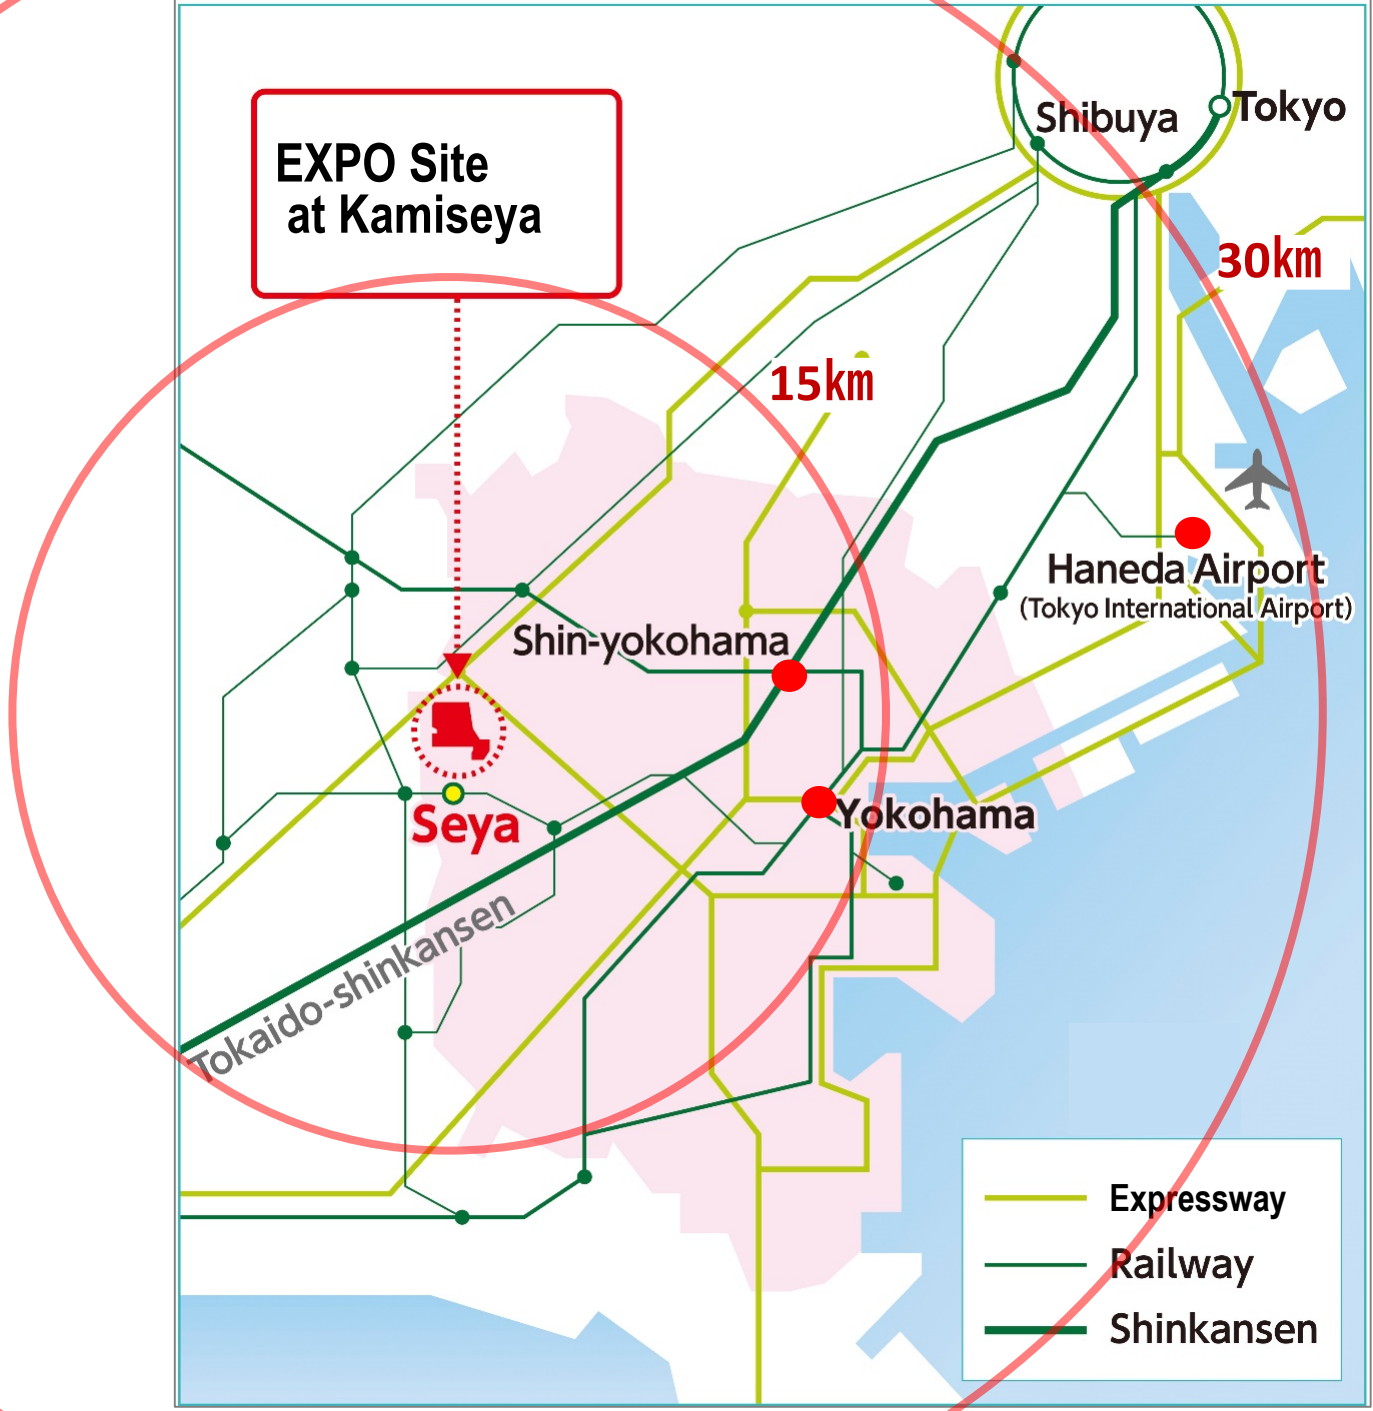 Shibuya
Tokyo
EXPO Site
at Kamiseya
30km
15km
Haneda Airport
(Tokyo International Airport)
Shin-yokohama
Yokohama
Seya
Tokaido-shinkansen
Expressway
Railway
Shinkansen